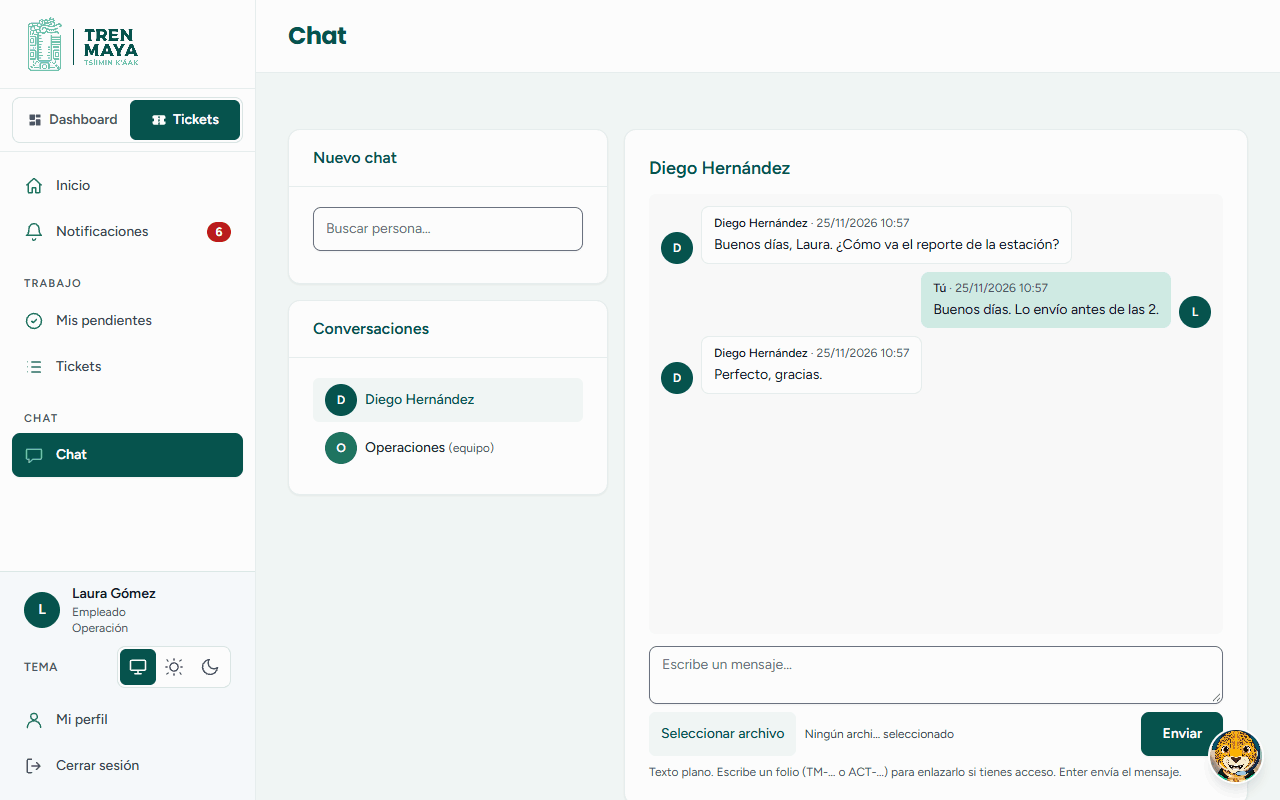 TREN
MAYA
TSÍIMIN K'ÁAK
Dashboard
Tickets
Inicio
Notificaciones
6
TRABAJO
Mis pendientes
Tickets
CHAT
Chat
L
Laura Gómez
Empleado
Operación
TEMA
Mi perfil
Cerrar sesión
Chat
Nuevo chat
Buscar persona...
Conversaciones
D
Diego Hernández
O
Operaciones (equipo)
Diego Hernández
Diego Hernández · 25/11/2026 10:57
D
Buenos días, Laura. ¿Cómo va el reporte de la estación?
Tú · 25/11/2026 10:57
Buenos días. Lo envío antes de las 2.
L
Diego Hernández · 25/11/2026 10:57
D
Perfecto, gracias.
Escribe un mensaje...
Seleccionar archivo
Ningún archi... seleccionado
Enviar
Texto plano. Escribe un folio (TM-... o ACT-...) para enlazarlo si tienes acceso. Enter envía el mensaje.